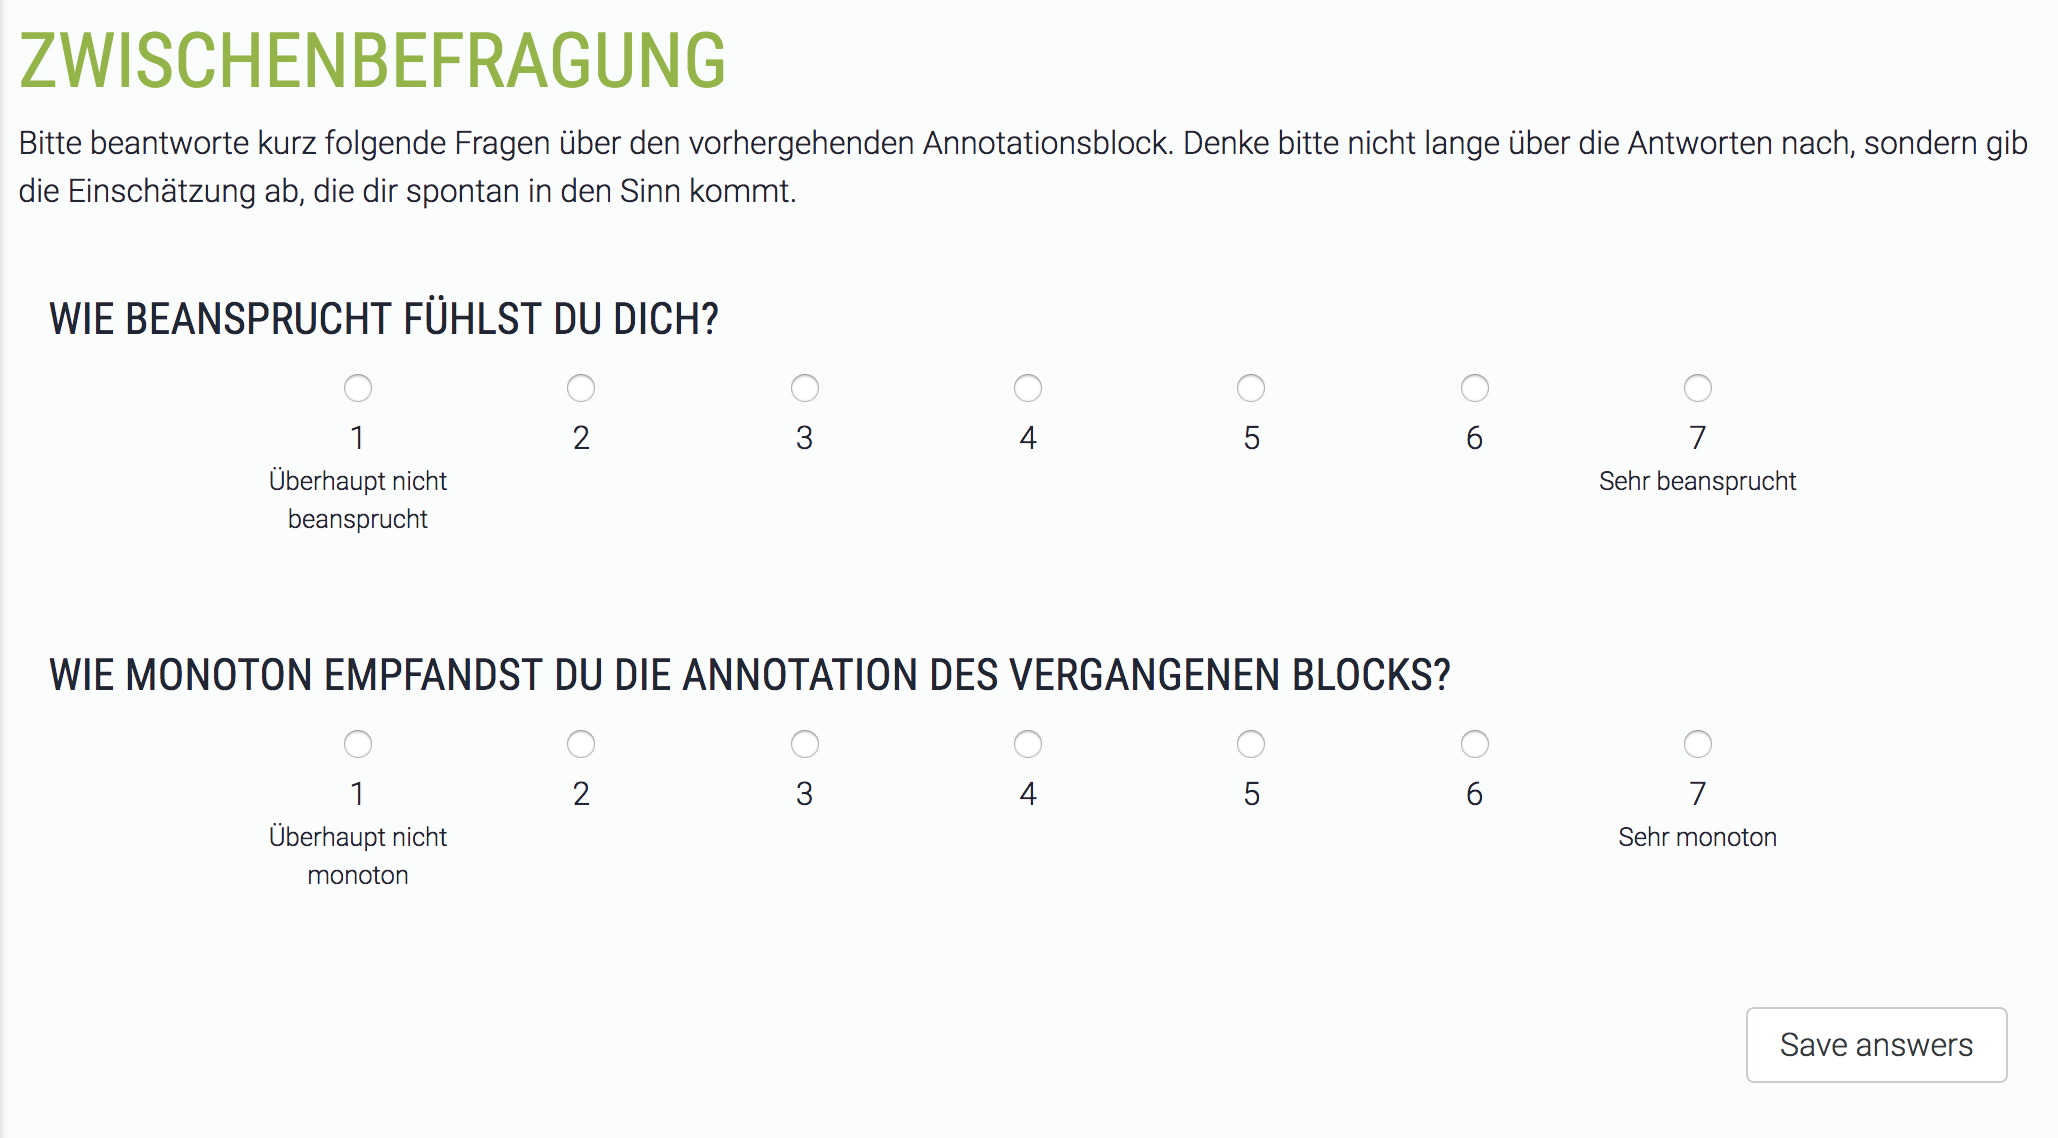 ZWISCHENBEFRAGUNG
Bitte beantworte kurz folgende Fragen über den vorhergehenden Annotationsblock. Denke bitte nicht lange über die Antworten nach, sondern gib
die Einschätzung ab, die dir spontan in den Sinn kommt.
WIE BEANSPRUCHT FÜHLST DU DICH?
1 2 3 4 5 6 7
Überhaupt nicht Sehr beansprucht
beansprucht
WIE MONOTON EMPFANDST DU DIE ANNOTATION DES VERGANGENEN BLOCKS?
1 2 3 4 5 6 7
Überhaupt nicht Sehr monoton
monoton
Save answers